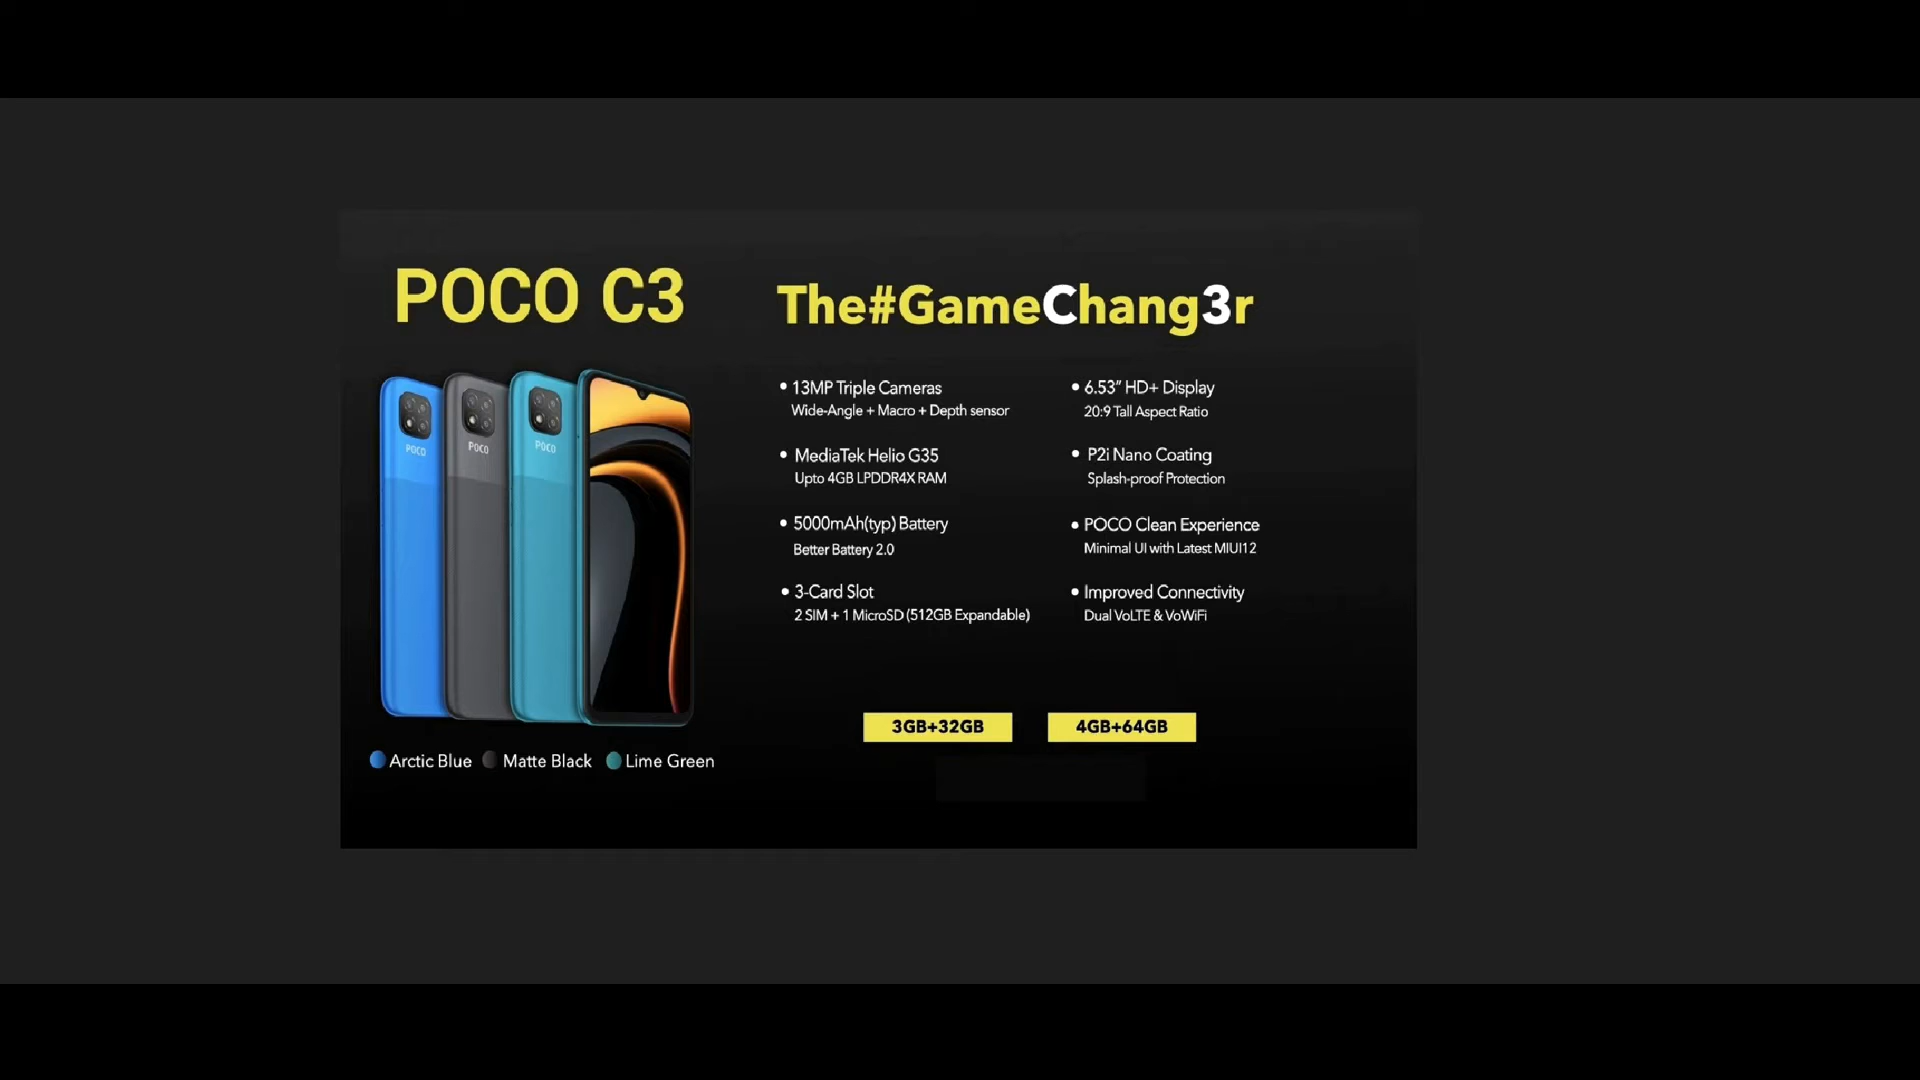 POCO C3
The#GameChang3r
POCO
POCO
POCO
Arctic Blue
Matte Black
Lime Green
13MP Triple Cameras
Wide-Angle + Macro + Depth sensor
MediaTek Helio G35
Upto 4GB LPDDR4X RAM
5000mAh(typ) Battery
Better Battery 2.0
3-Card Slot
2 SIM + 1 MicroSD (512GB Expandable)
6.53" HD+ Display
20:9 Tall Aspect Ratio
P2i Nano Coating
Splash-proof Protection
POCO Clean Experience
Minimal UI with Latest MIUI12
Improved Connectivity
Dual VoLTE & VoWiFi
3GB+32GB
4GB+64GB